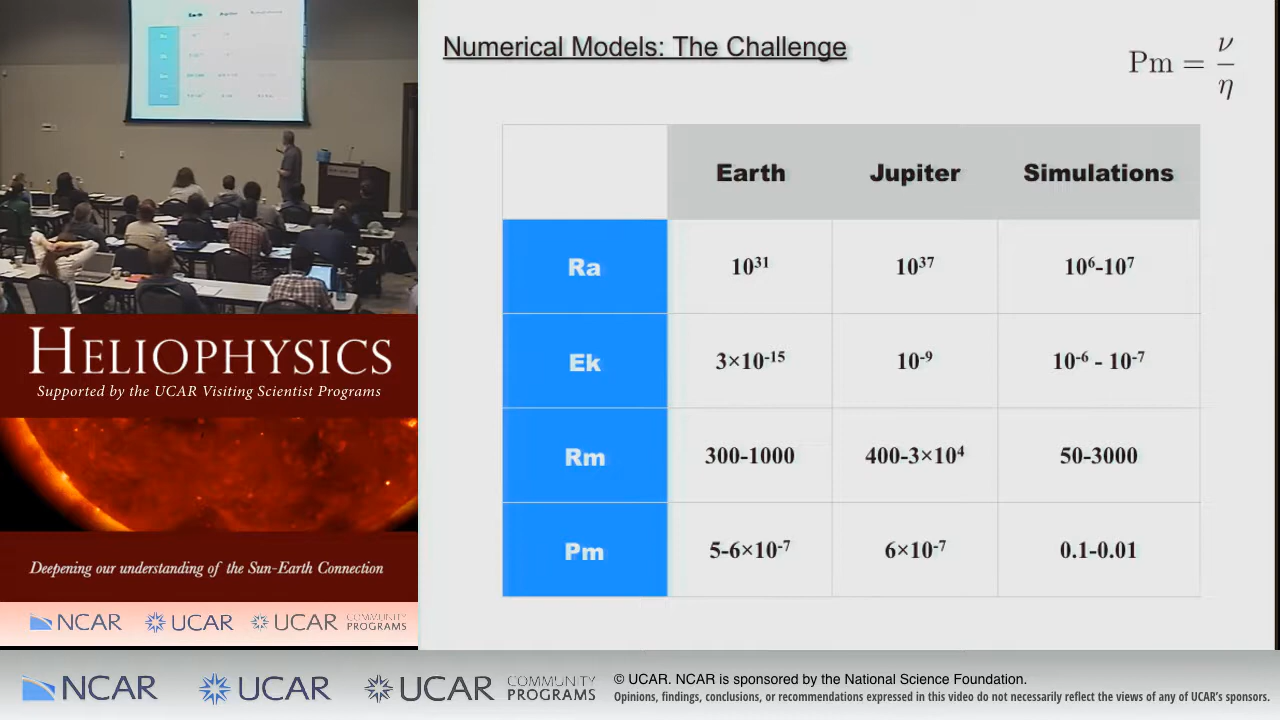 Numerical Models: The Challenge
Pm = ν/η
Earth Jupiter Simulations
Ra 10³¹ 10³⁷ 10⁶-10⁷
Ek 3×10⁻¹⁵ 10⁻⁹ 10⁻⁶ - 10⁻⁷
Rm 300-1000 400-3×10⁴ 50-3000
Pm 5-6×10⁻⁷ 6×10⁻⁷ 0.1-0.01
HELIOPHYSICS
Supported by the UCAR Visiting Scientist Programs
Deepening our understanding of the Sun-Earth Connection
NCAR UCAR UCAR COMMUNITY PROGRAMS
NCAR UCAR UCAR COMMUNITY PROGRAMS
© UCAR. NCAR is sponsored by the National Science Foundation.
Opinions, findings, conclusions, or recommendations expressed in this video do not necessarily reflect the views of any of UCAR's sponsors.